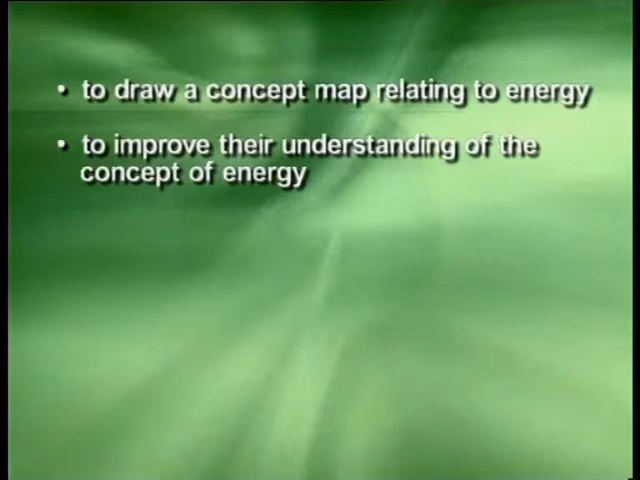 • to draw a concept map relating to energy
• to improve their understanding of the
concept of energy